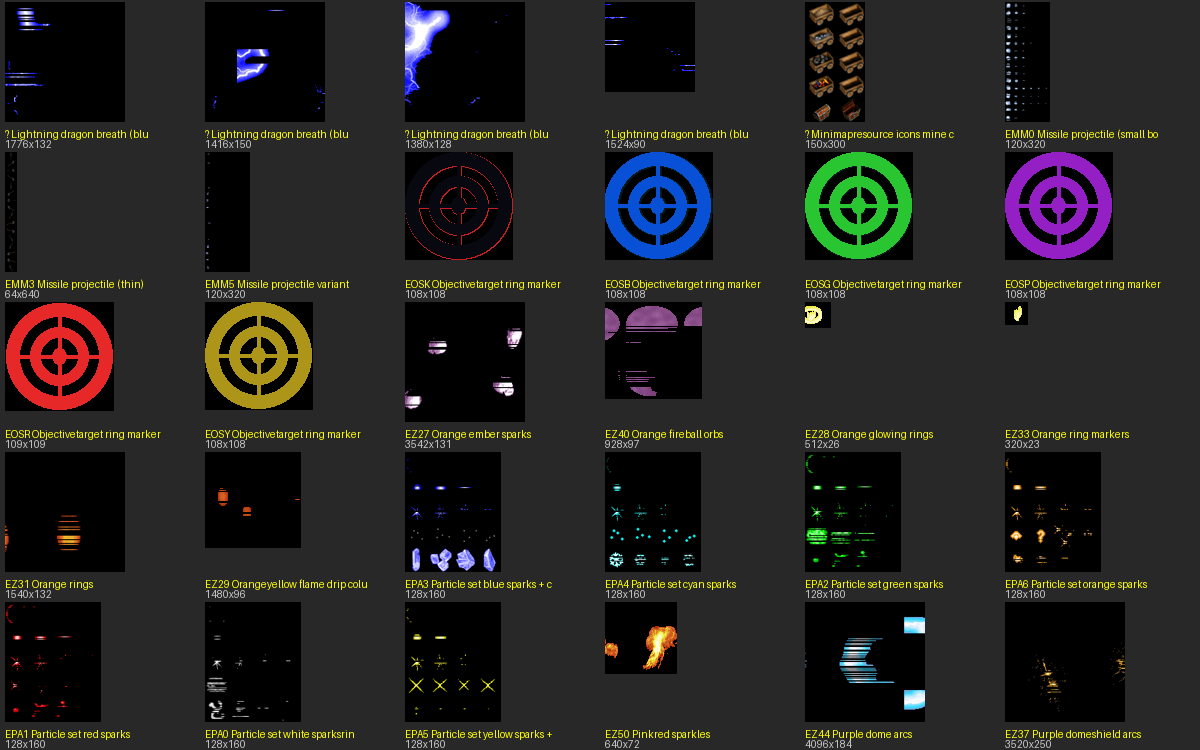 ? Lightning dragon breath (blu
1776x132
? Lightning dragon breath (blu
1416x150
? Lightning dragon breath (blu
1380x128
? Lightning dragon breath (blu
1524x90
? Minimapresource icons mine c
150x300
EMM0 Missile projectile (small bo
120x320
EMM3 Missile projectile (thin)
64x640
EMM5 Missile projectile variant
120x320
EOSK Objectivetarget ring marker
108x108
EOSB Objectivetarget ring marker
108x108
EOSG Objectivetarget ring marker
108x108
EOSP Objectivetarget ring marker
108x108
EOSR Objectivetarget ring marker
109x109
EOSY Objectivetarget ring marker
108x108
EZ27 Orange ember sparks
3542x131
EZ40 Orange fireball orbs
928x97
EZ28 Orange glowing rings
512x26
EZ33 Orange ring markers
320x23
EZ31 Orange rings
1540x132
EZ29 Orangeyellow flame drip colu
1480x96
EPA3 Particle set blue sparks + c
128x160
EPA4 Particle set cyan sparks
128x160
EPA2 Particle set green sparks
128x160
EPA6 Particle set orange sparks
128x160
EPA1 Particle set red sparks
128x160
EPA0 Particle set white sparksrin
128x160
EPA5 Particle set yellow sparks +
128x160
EZ50 Pinkred sparkles
640x72
EZ44 Purple dome arcs
4096x184
EZ37 Purple domeshield arcs
3520x250